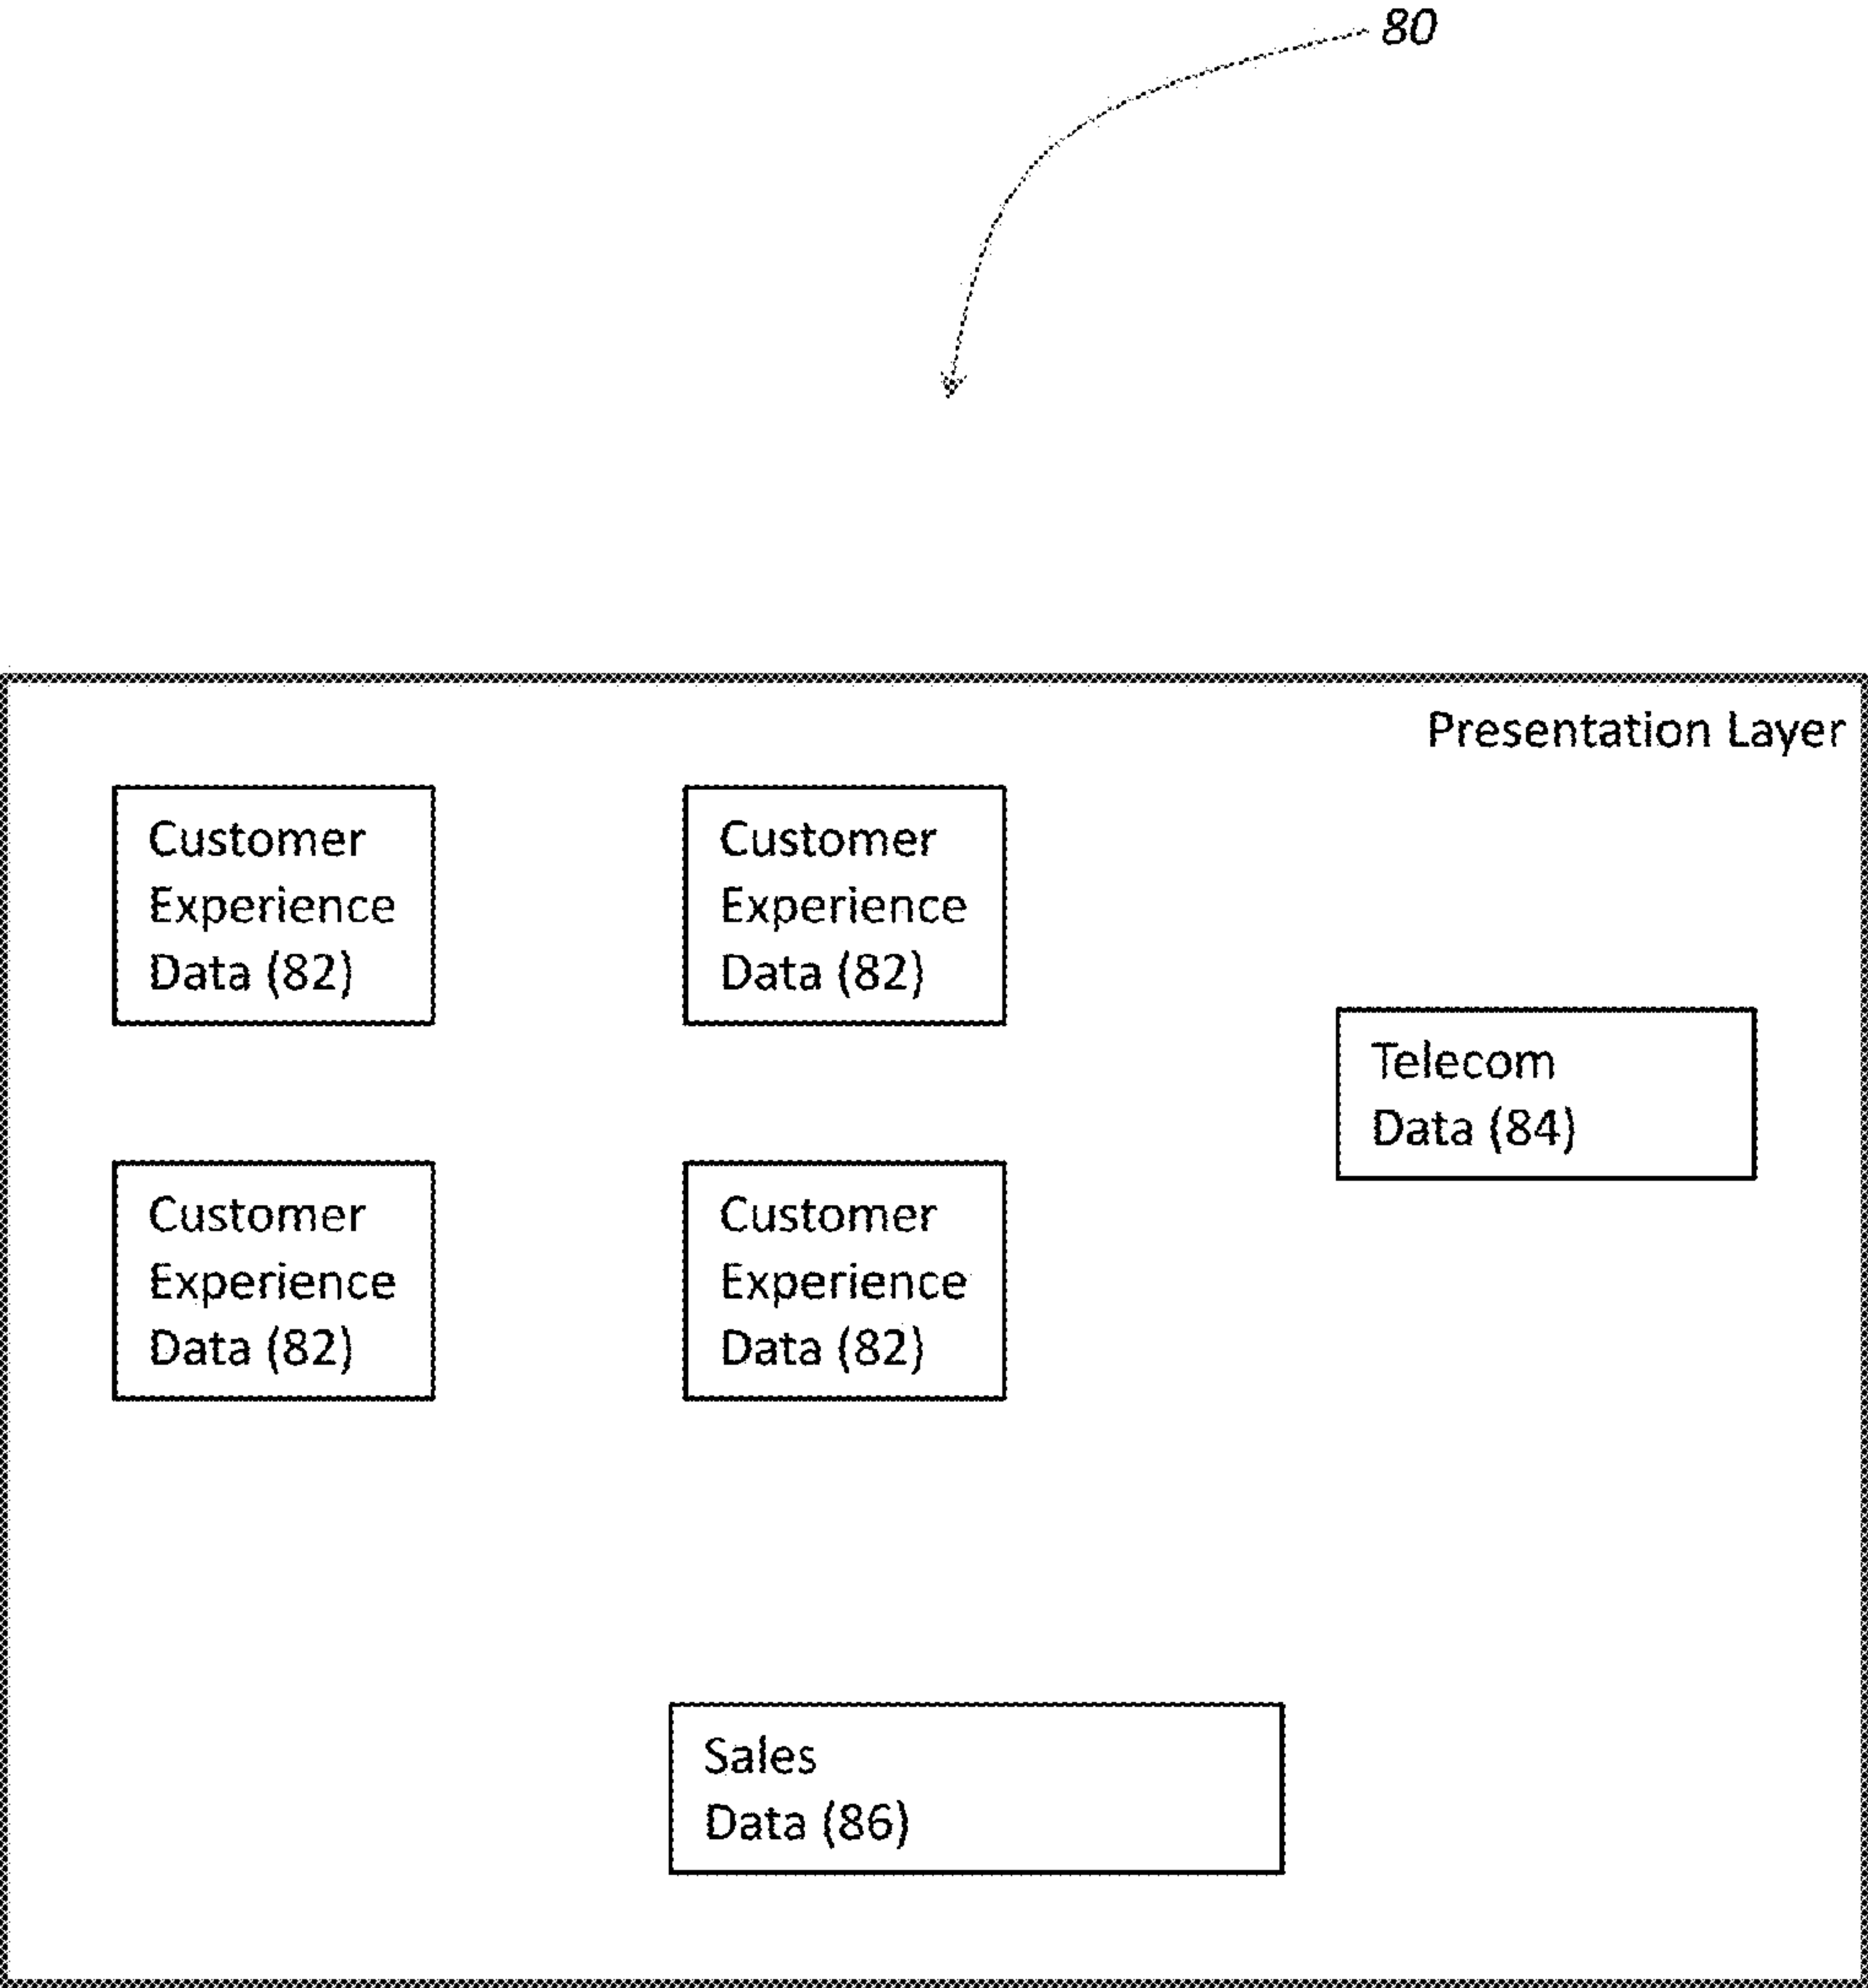 80
Presentation Layer
Customer
Experience
Data (82)
Customer
Experience
Data (82)
Telecom
Data (84)
Customer
Experience
Data (82)
Customer
Experience
Data (82)
Sales
Data (86)